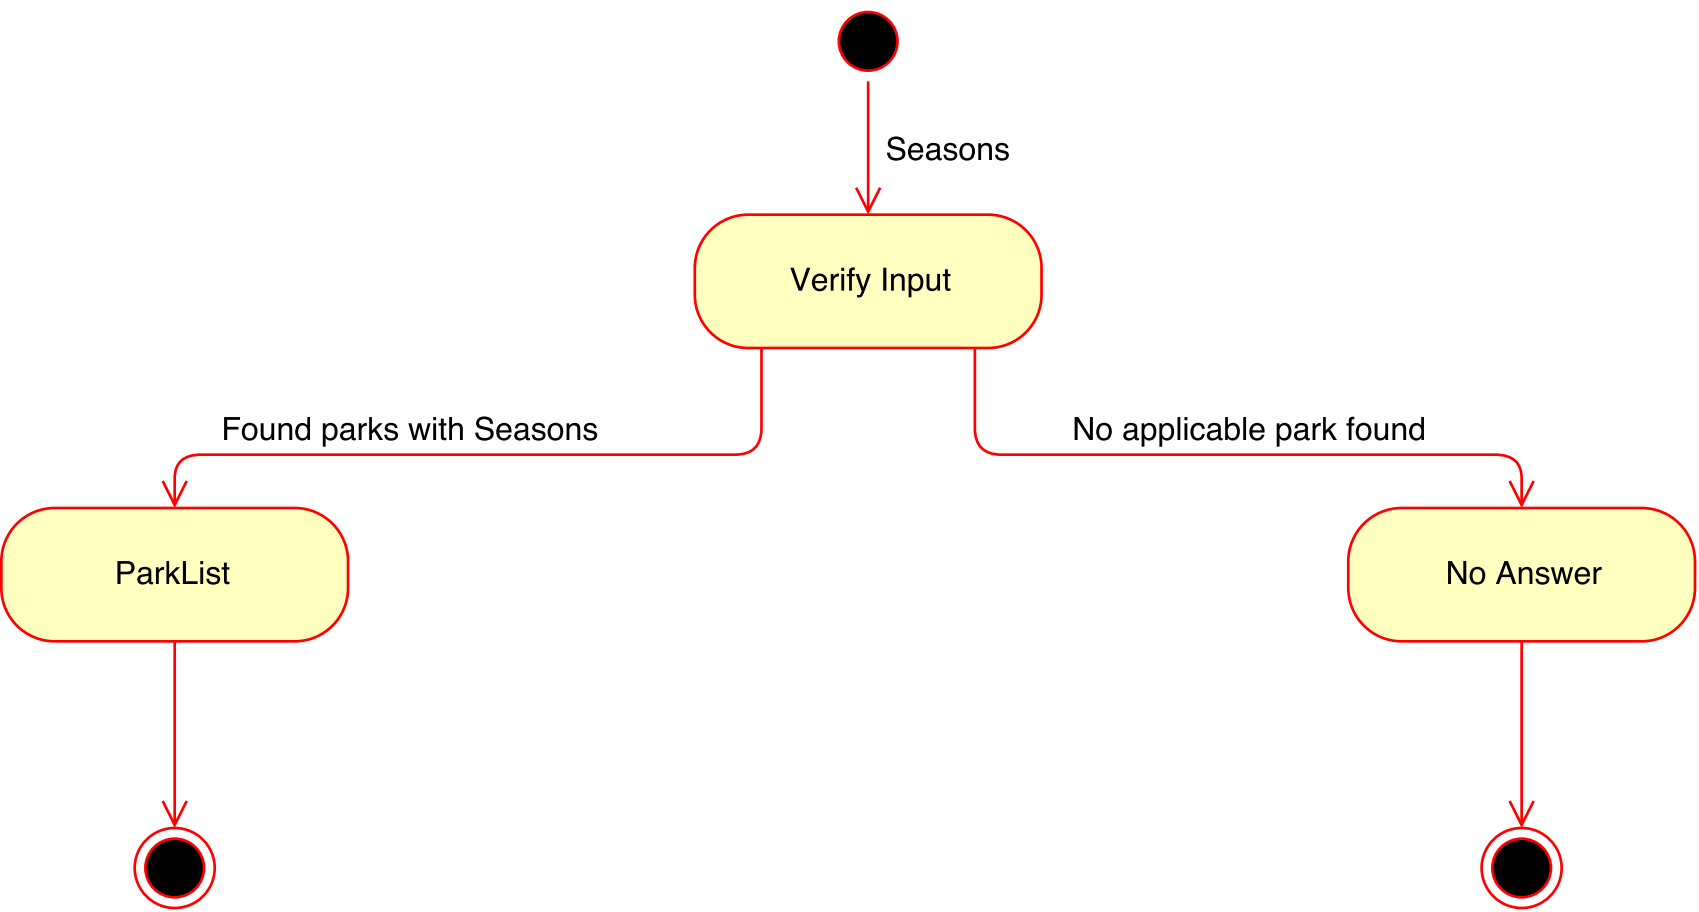 Seasons
Verify Input
Found parks with Seasons
No applicable park found
ParkList
No Answer